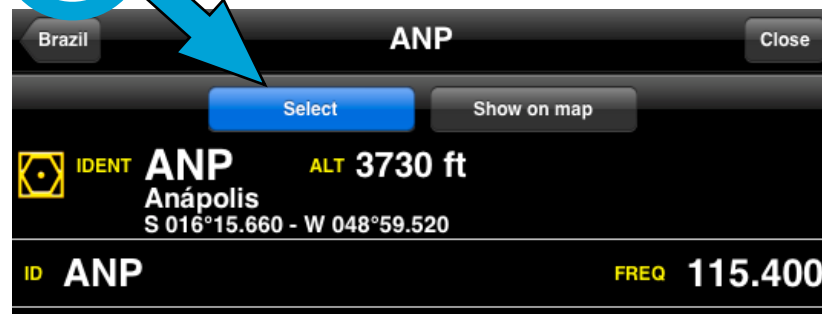 Brazil ANP Close
Select Show on map
IDENT ANP ALT 3730 ft
Anápolis
S 016°15.660 - W 048°59.520
ID ANP FREQ 115.400